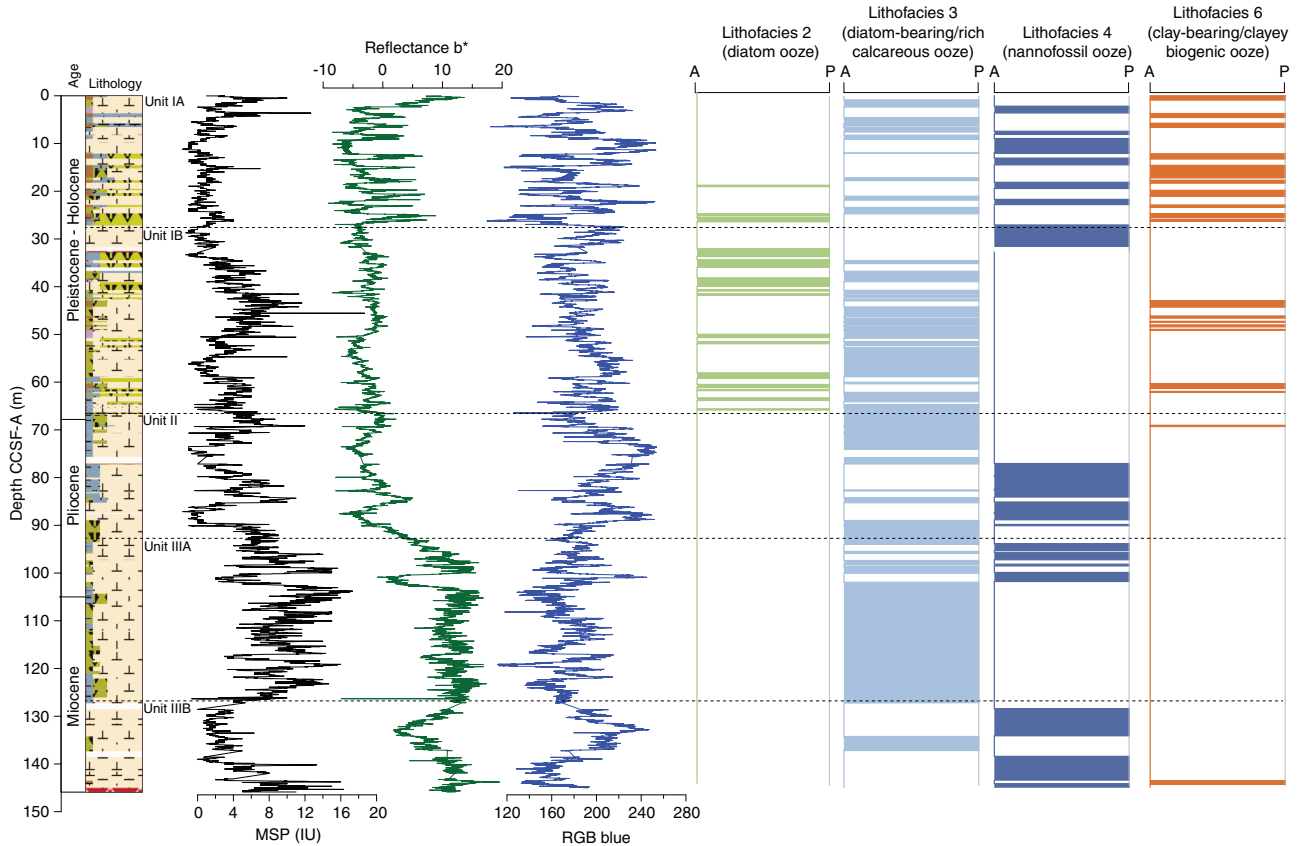 Lithofacies 2
(diatom ooze)
Lithofacies 3
(diatom-bearing/rich
calcareous ooze)
Lithofacies 4
(nannofossil ooze)
Lithofacies 6
(clay-bearing/clayey
biogenic ooze)
Reflectance b*
-10 0 10 20
A P A P A P A P
Age
Lithology
Depth CCSF-A (m)
0
10
20
30
40
50
60
70
80
90
100
110
120
130
140
150
Pleistocene - Holocene
Pliocene
Miocene
Unit IA
Unit IB
Unit II
Unit IIIA
Unit IIIB
0 4 8 12 16 20
MSP (IU)
120 160 200 240 280
RGB blue